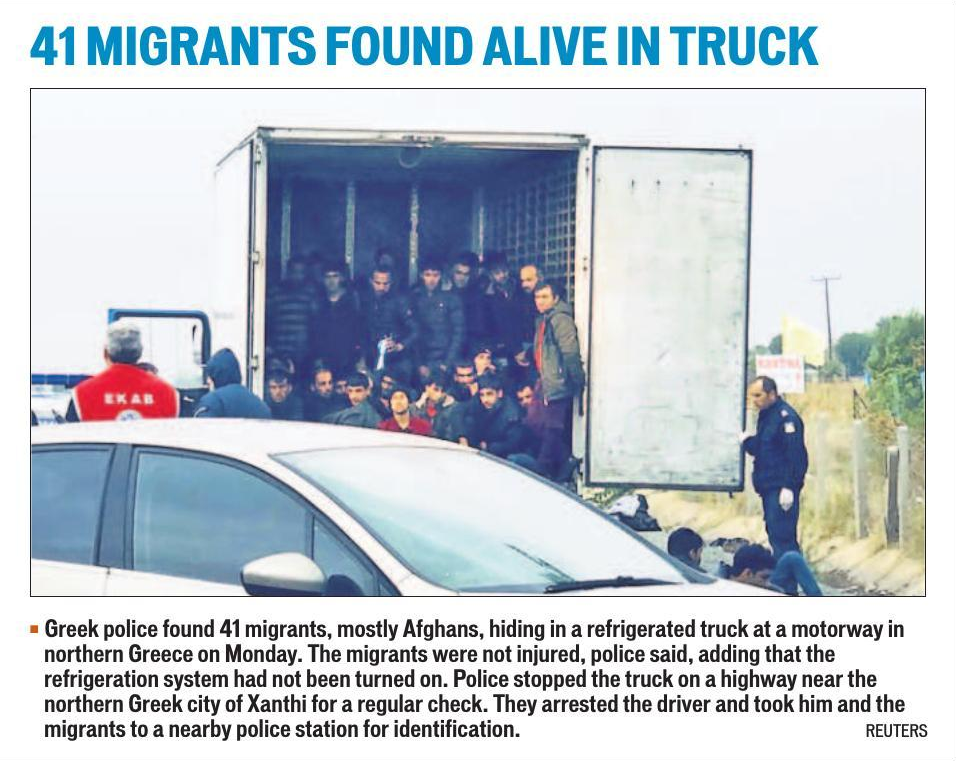 41 MIGRANTS FOUND ALIVE IN TRUCK
EKAB
Greek police found 41 migrants, mostly Afghans, hiding in a refrigerated truck at a motorway in
northern Greece on Monday. The migrants were not injured, police said, adding that the
refrigeration system had not been turned on. Police stopped the truck on a highway near the
northern Greek city of Xanthi for a regular check. They arrested the driver and took him and the
migrants to a nearby police station for identification.
REUTERS